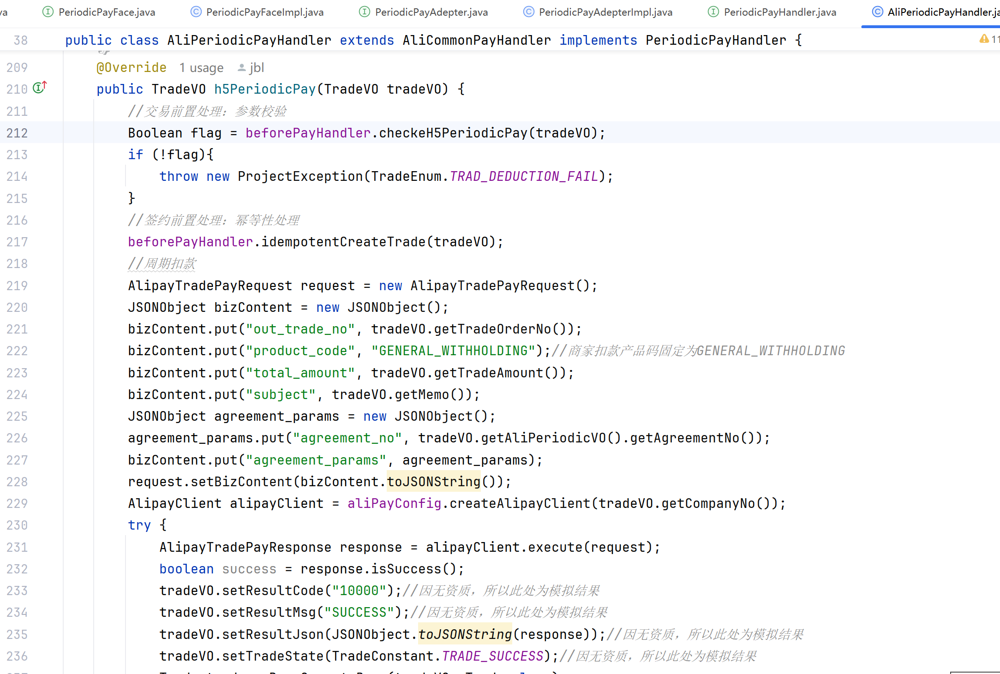 PeriodicPayFace.java PeriodicPayFaceImpl.java PeriodicPayAdepter.java PeriodicPayAdepterImpl.java PeriodicPayHandler.java AliPeriodicPayHandler.ja
38 public class AliPeriodicPayHandler extends AliCommonPayHandler implements PeriodicPayHandler { 11
209 @Override 1 usage jbl
210 public TradeVO h5PeriodicPay(TradeVO tradeVO) {
211 //交易前置处理：参数校验
212 Boolean flag = beforePayHandler.checkeH5PeriodicPay(tradeVO);
213 if (!flag){
214 throw new ProjectException(TradeEnum.TRAD_DEDUCTION_FAIL);
215 }
216 //签约前置处理：幂等性处理
217 beforePayHandler.idempotentCreateTrade(tradeVO);
218 //周期扣款
219 AlipayTradePayRequest request = new AlipayTradePayRequest();
220 JSONObject bizContent = new JSONObject();
221 bizContent.put("out_trade_no", tradeVO.getTradeOrderNo());
222 bizContent.put("product_code", "GENERAL_WITHHOLDING");//商家扣款产品码固定为GENERAL_WITHHOLDING
223 bizContent.put("total_amount", tradeVO.getTradeAmount());
224 bizContent.put("subject", tradeVO.getMemo());
225 JSONObject agreement_params = new JSONObject();
226 agreement_params.put("agreement_no", tradeVO.getAliPeriodicVO().getAgreementNo());
227 bizContent.put("agreement_params", agreement_params);
228 request.setBizContent(bizContent.toJSONString());
229 AlipayClient alipayClient = aliPayConfig.createAlipayClient(tradeVO.getCompanyNo());
230 try {
231 AlipayTradePayResponse response = alipayClient.execute(request);
232 boolean success = response.isSuccess();
233 tradeVO.setResultCode("10000");//因无资质，所以此处为模拟结果
234 tradeVO.setResultMsg("SUCCESS");//因无资质，所以此处为模拟结果
235 tradeVO.setResultJson(JSONObject.toJSONString(response));//因无资质，所以此处为模拟结果
236 tradeVO.setTradeState(TradeConstant.TRADE_SUCCESS);//因无资质，所以此处为模拟结果